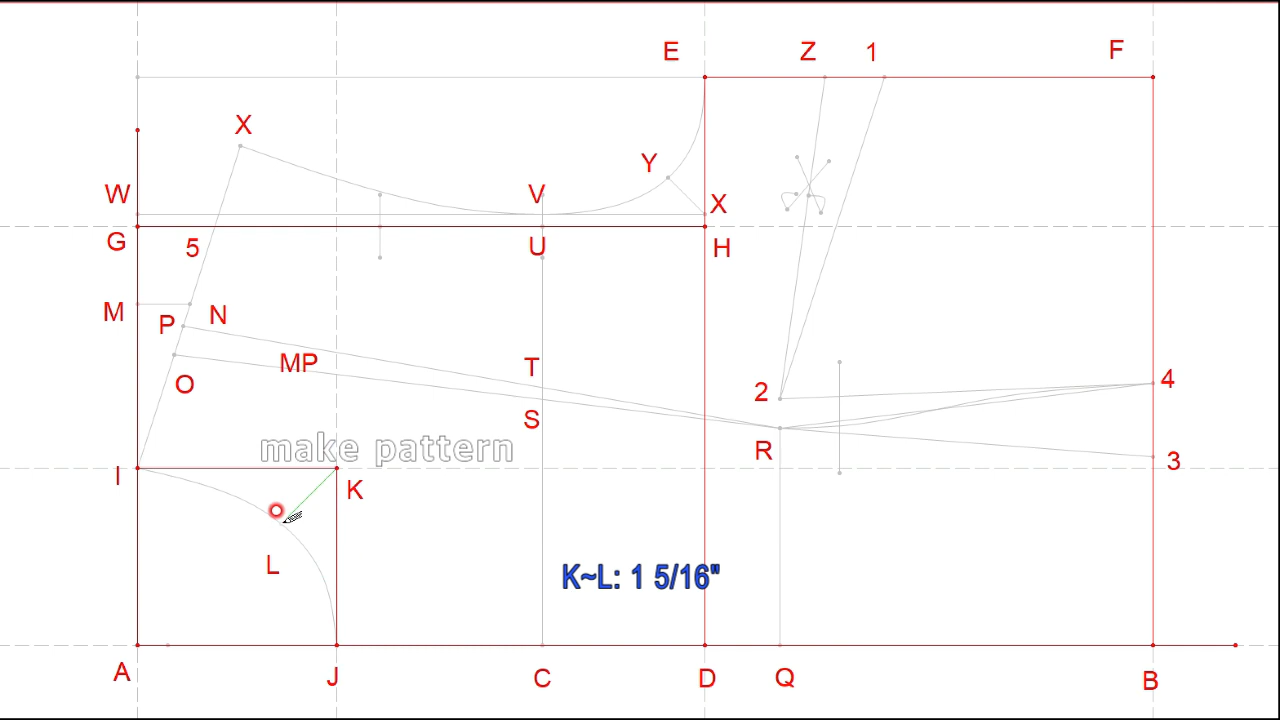 E Z 1 F
X
Y
W V X
G 5 U H
M P N
MP T
O 2 4
S
make pattern R 3
I K
L K~L: 1 5/16"
A J C D Q B